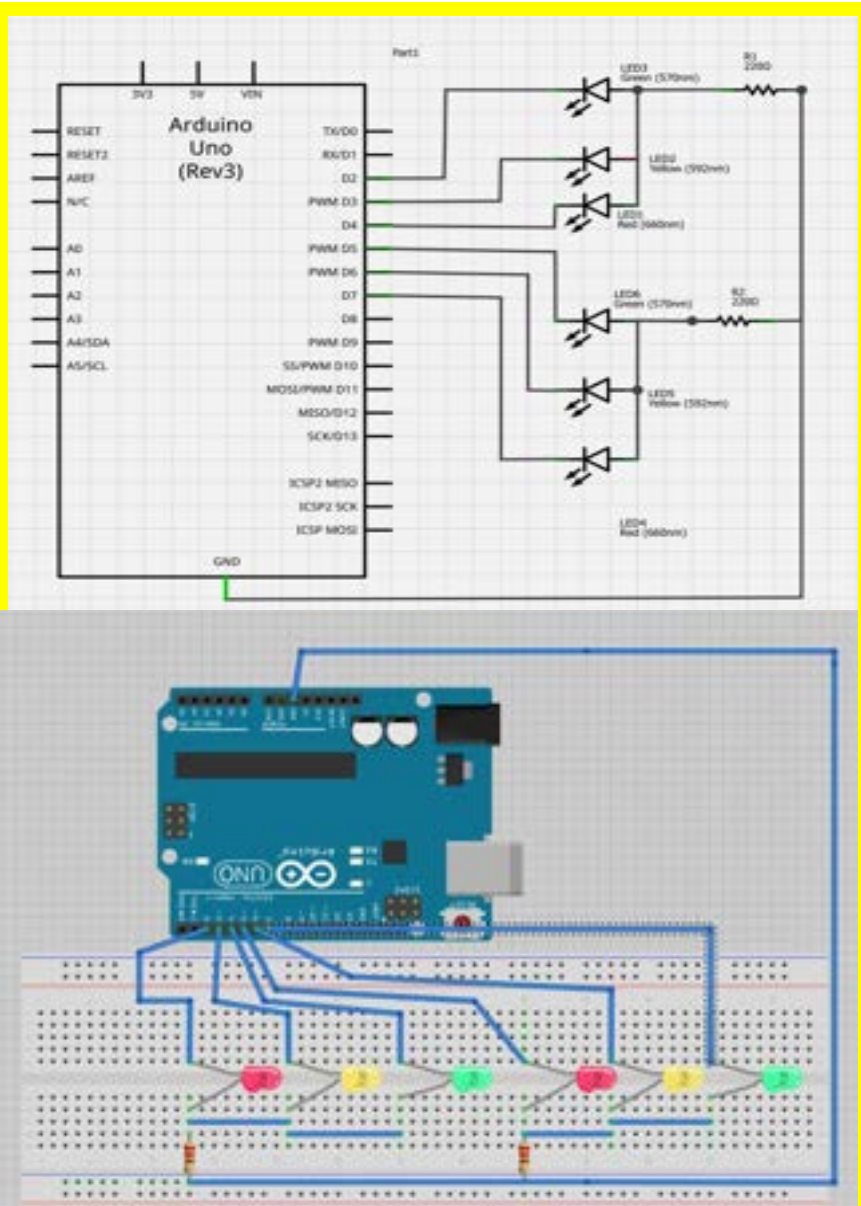 Part1
3V3 5V VIN
Arduino
Uno
(Rev3)
RESET
RESET2
AREF
N/C
A0
A1
A2
A3
A4/SDA
A5/SCL
TX/D0
RX/D1
D2
PWM D3
D4
PWM D5
PWM D6
D7
D8
PWM D9
SS/PWM D10
MOSI/PWM D11
MISO/D12
SCK/D13
ICSP2 MISO
ICSP2 SCK
ICSP MOSI
GND
LED3
Green (570nm)
R1
220Ω
LED2
Yellow (592nm)
LED1
Red (660nm)
LED6
Green (570nm)
R2
220Ω
LED5
Yellow (592nm)
LED4
Red (660nm)
UNO